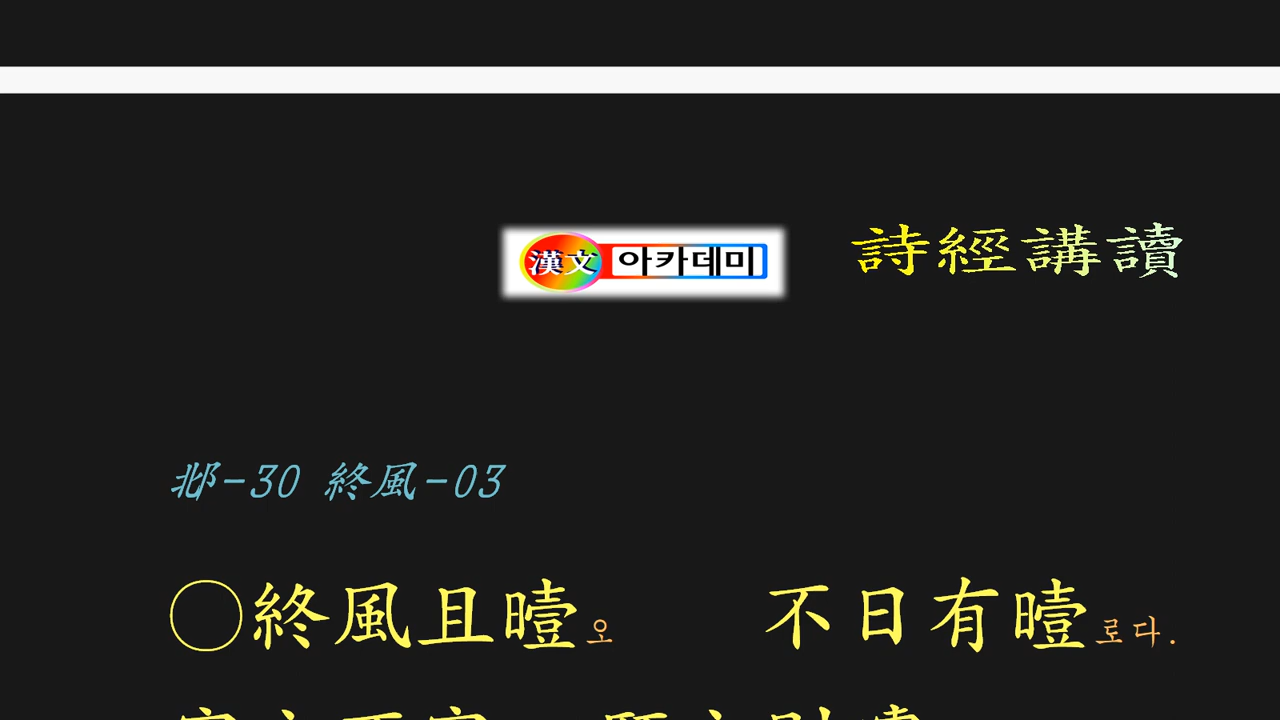 漢文 아카데미 詩經講讀
邶-30 終風-03
○終風且曀오 不日有曀로다.